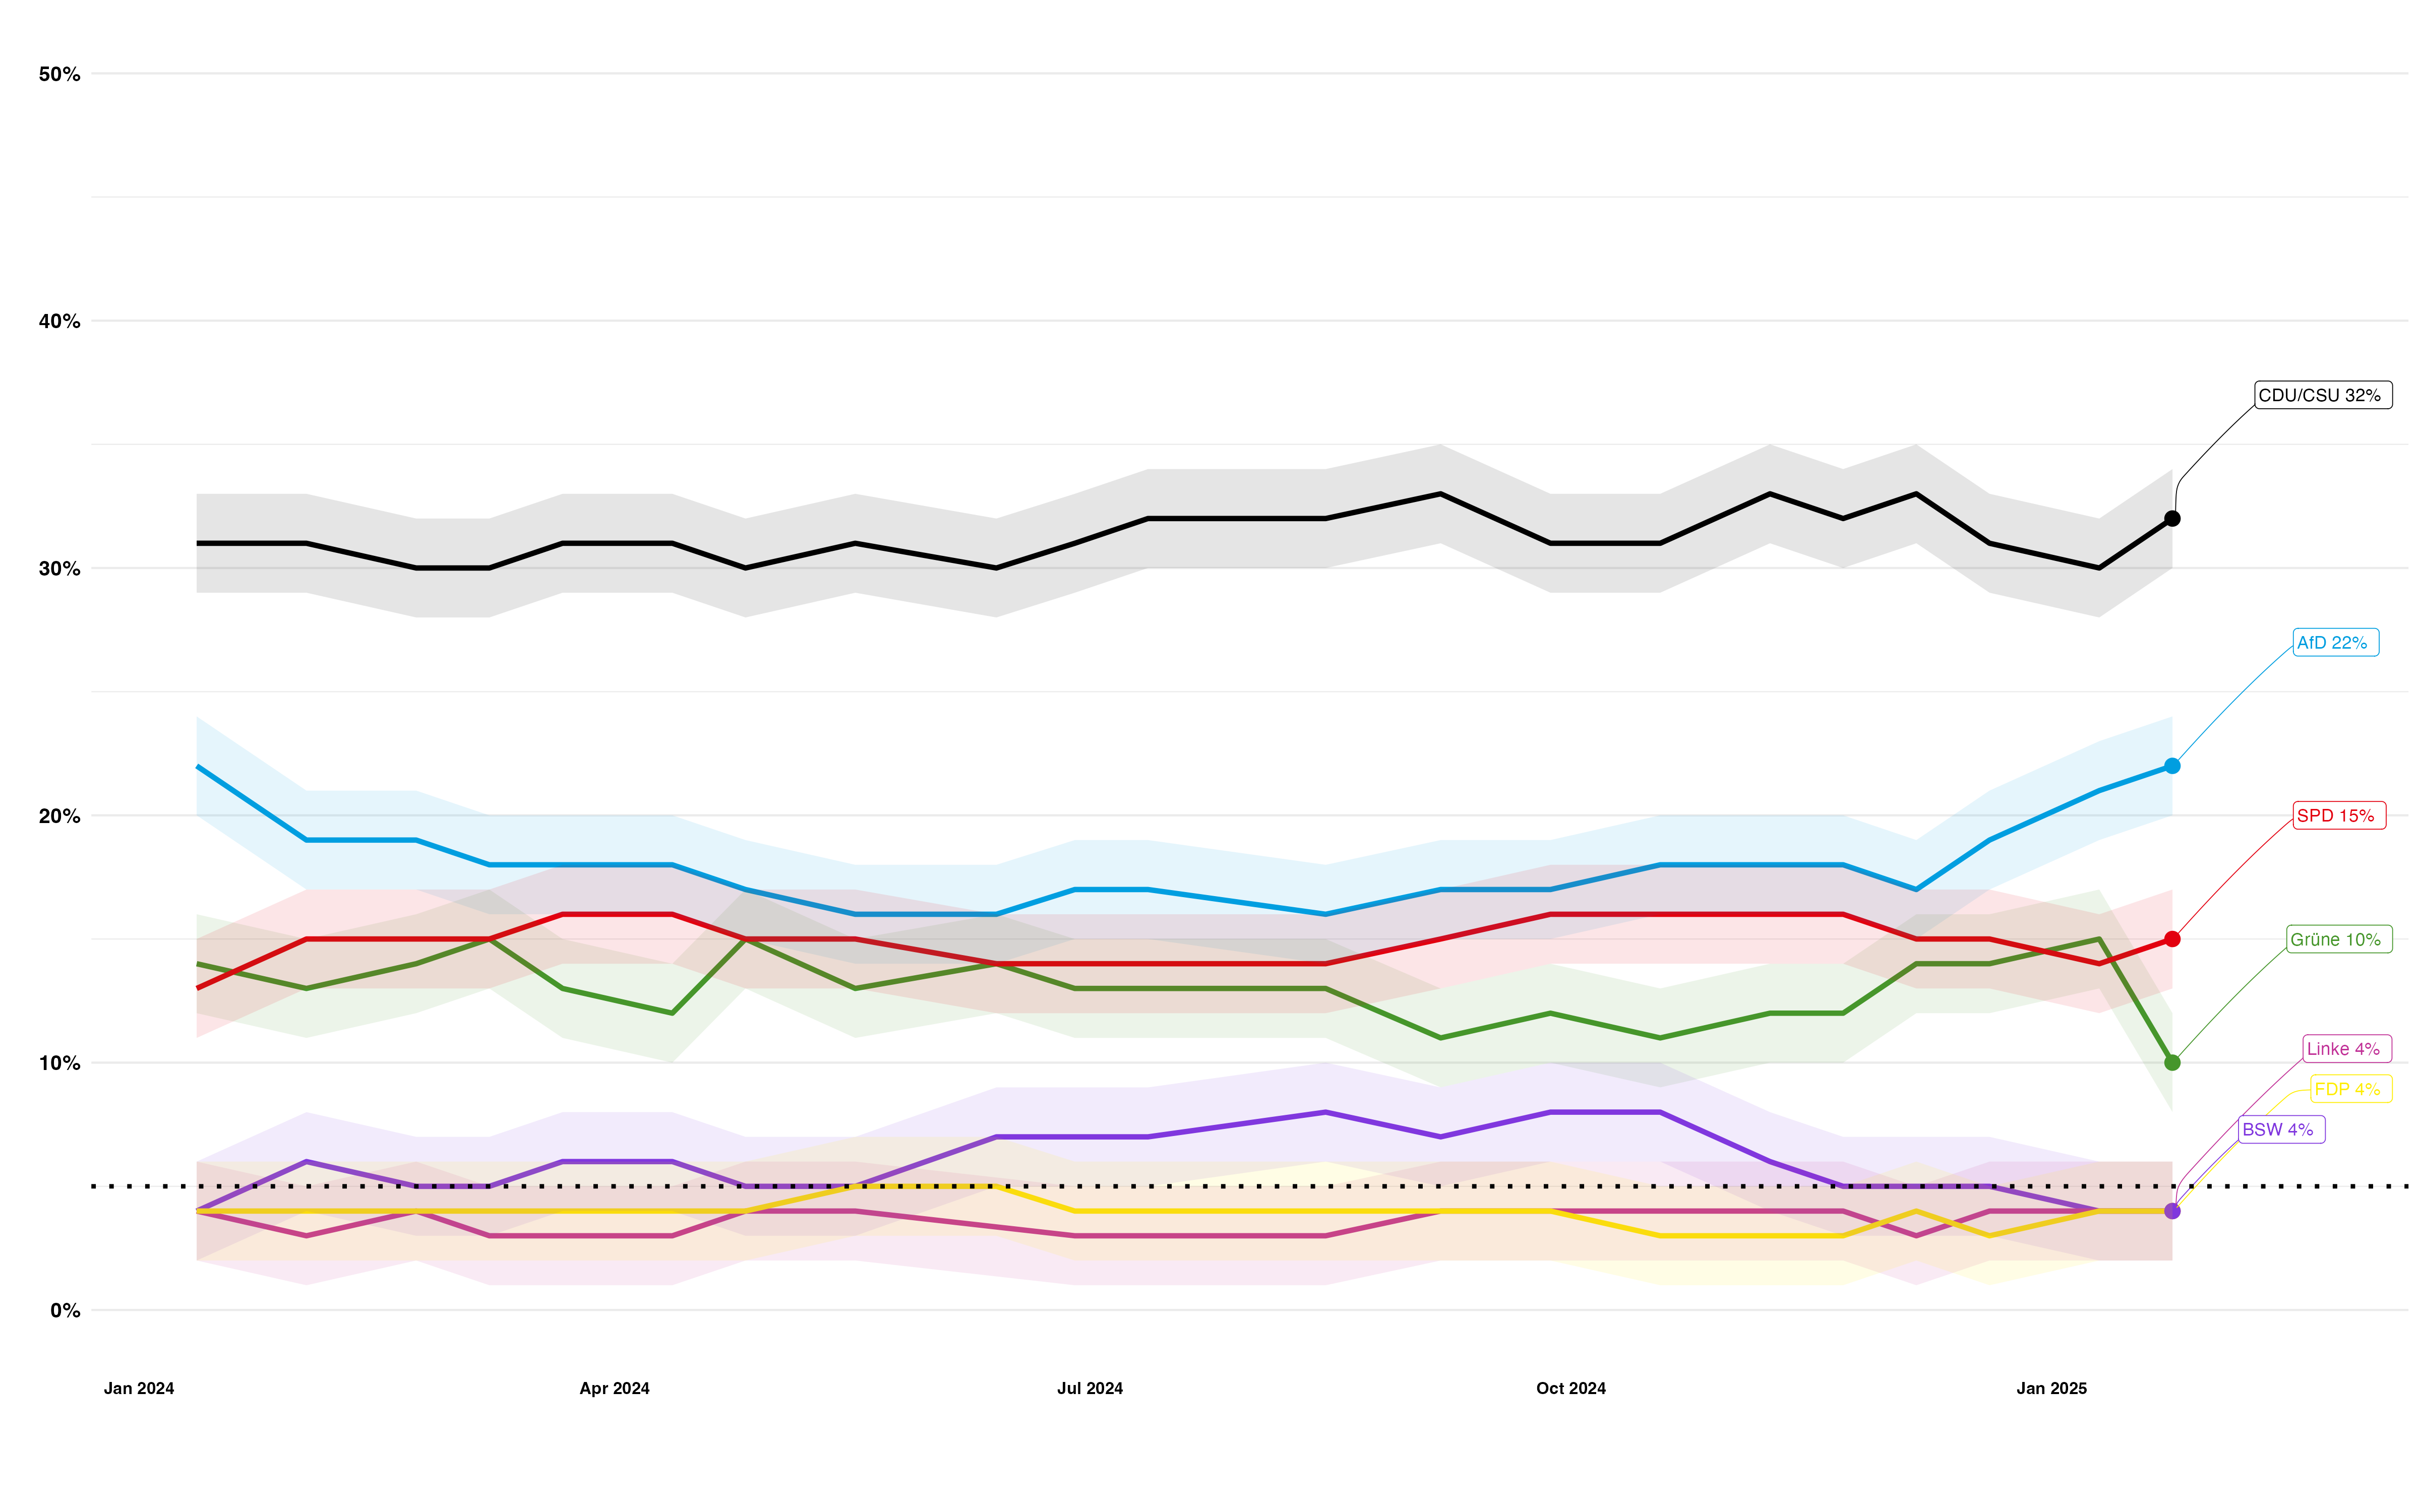 50%
40%
CDU/CSU 32%
30%
AfD 22%
20%
SPD 15%
Grüne 10%
10%
Linke 4%
FDP 4%
BSW 4%
0%
Jan 2024
Apr 2024
Jul 2024
Oct 2024
Jan 2025